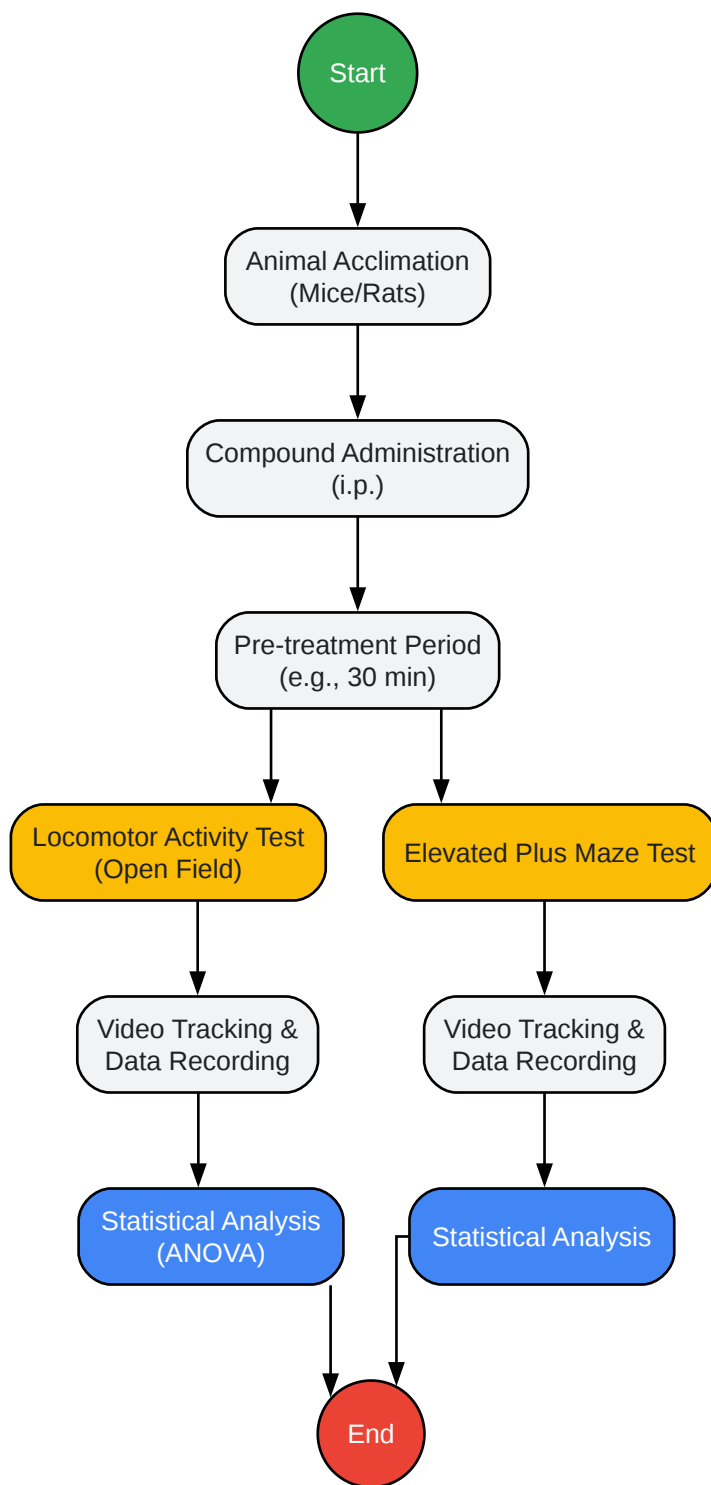 Start
Animal Acclimation
(Mice/Rats)
Compound Administration
(i.p.)
Pre-treatment Period
(e.g., 30 min)
Locomotor Activity Test
(Open Field)
Elevated Plus Maze Test
Video Tracking &
Data Recording
Video Tracking &
Data Recording
Statistical Analysis
(ANOVA)
Statistical Analysis
End